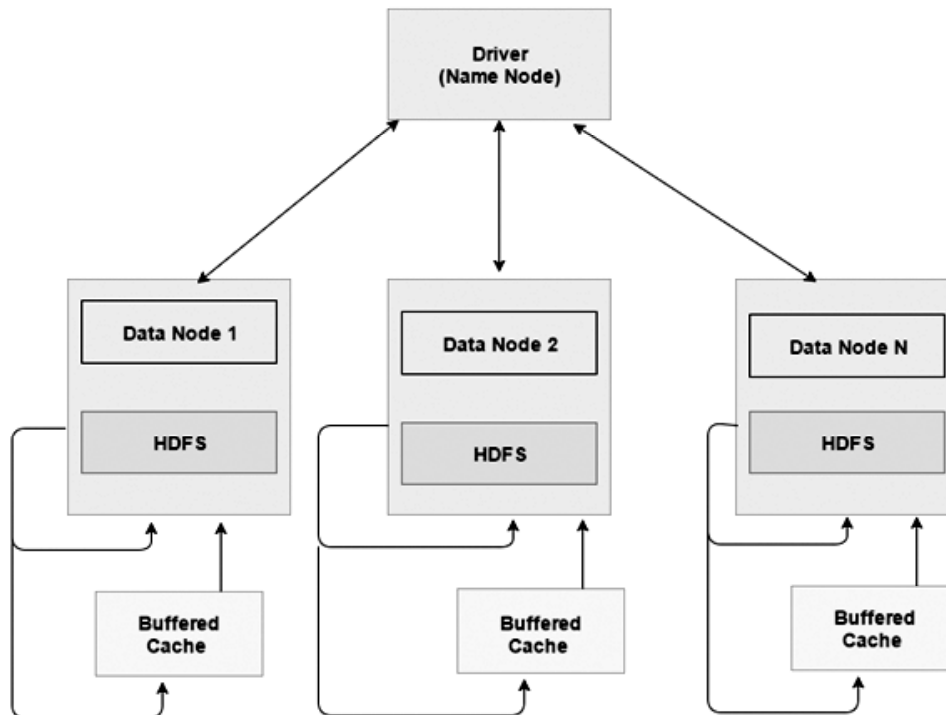 Driver
(Name Node)
Data Node 1
HDFS
Data Node 2
HDFS
Data Node N
HDFS
Buffered
Cache
Buffered
Cache
Buffered
Cache